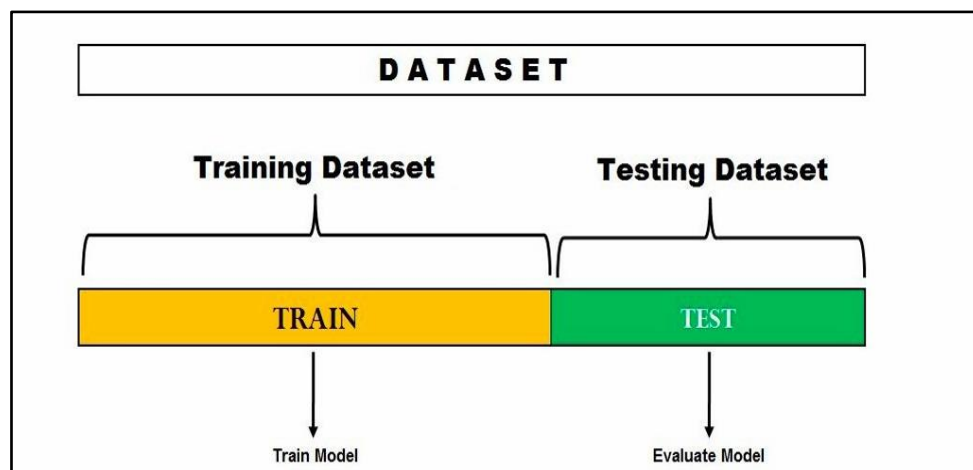 DATASET
Training Dataset Testing Dataset
TRAIN TEST
Train Model Evaluate Model